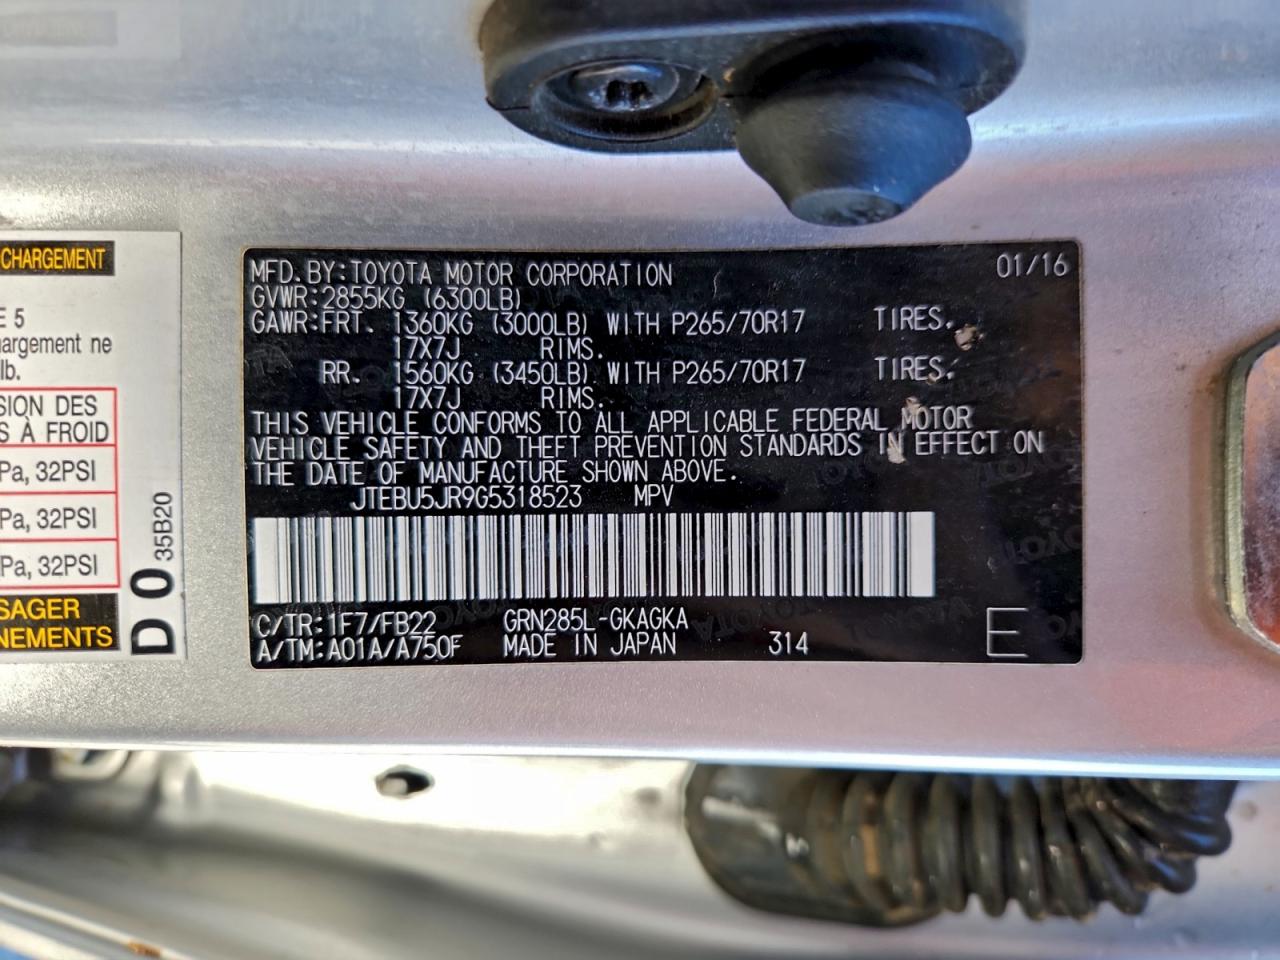 CHARGEMENT
E 5
argement ne
lb.
SION DES
S À FROID
Pa, 32PSI
Pa, 32PSI
Pa, 32PSI
SAGER
NEMENTS
D 0 35B20
MFD.BY:TOYOTA MOTOR CORPORATION 01/16
GVWR:2855KG (6300LB)
GAWR:FRT. 1360KG (3000LB) WITH P265/70R17 TIRES.
17X7J RIMS.
RR. 1560KG (3450LB) WITH P265/70R17 TIRES.
17X7J RIMS.
THIS VEHICLE CONFORMS TO ALL APPLICABLE FEDERAL MOTOR
VEHICLE SAFETY AND THEFT PREVENTION STANDARDS IN EFFECT ON
THE DATE OF MANUFACTURE SHOWN ABOVE.
JTEBU5JR9G5318523 MPV
C/TR:1F7/FB22 GRN285L-GKAGKA
A/TM:A01A/A750F MADE IN JAPAN 314 E